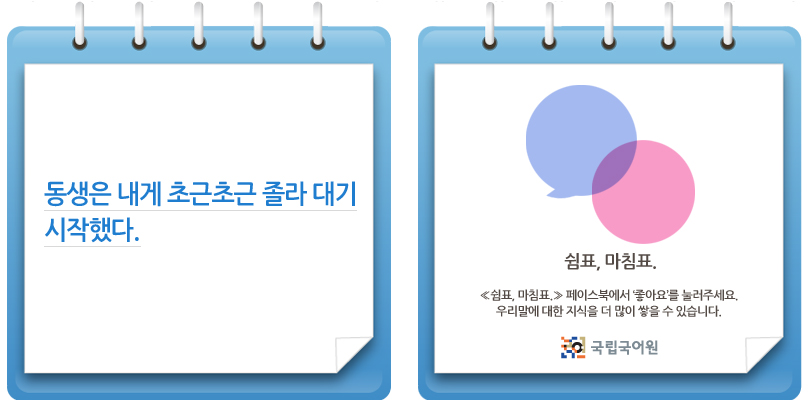 동생은 내게 초근초근 졸라 대기
시작했다.
쉼표, 마침표.
≪쉼표, 마침표.≫ 페이스북에서 '좋아요'를 눌러주세요.
우리말에 대한 지식을 더 많이 쌓을 수 있습니다.
국립국어원